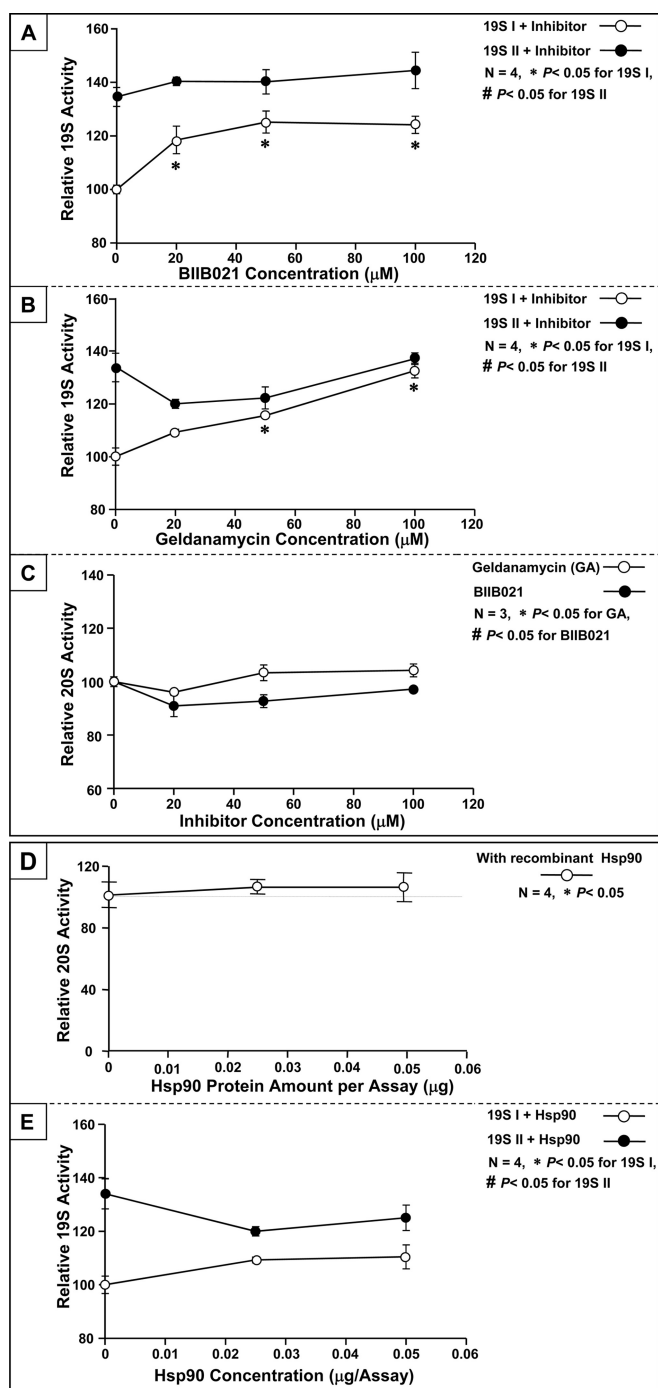 A
19S I + Inhibitor
19S II + Inhibitor
N = 4, * P< 0.05 for 19S I,
# P< 0.05 for 19S II
Relative 19S Activity
160
140
120
100
80
* * *
0 20 40 60 80 100 120
BIIB021 Concentration (μM)
B
19S I + Inhibitor
19S II + Inhibitor
N = 4, * P< 0.05 for 19S I,
# P< 0.05 for 19S II
Relative 19S Activity
160
140
120
100
80
* *
0 20 40 60 80 100 120
Geldanamycin Concentration (μM)
C
Geldanamycin (GA)
BIIB021
N = 3, * P< 0.05 for GA,
# P< 0.05 for BIIB021
Relative 20S Activity
140
120
100
80
60
0 20 40 60 80 100 120
Inhibitor Concentration (μM)
D
With recombinant Hsp90
N = 4, * P< 0.05
Relative 20S Activity
120
80
40
0
0 0.01 0.02 0.03 0.04 0.05 0.06
Hsp90 Protein Amount per Assay (μg)
E
19S I + Hsp90
19S II + Hsp90
N = 4, * P< 0.05 for 19S I,
# P< 0.05 for 19S II
Relative 19S Activity
160
140
120
100
80
0 0.01 0.02 0.03 0.04 0.05 0.06
Hsp90 Concentration (μg/Assay)